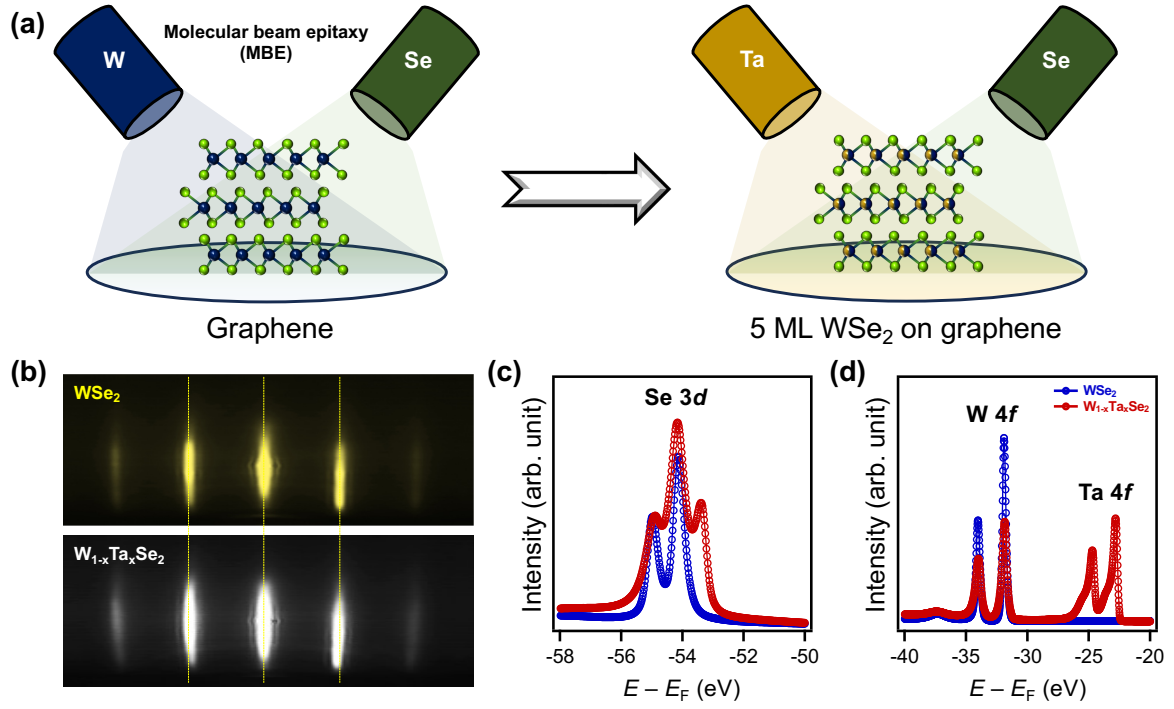 (a)
W
Molecular beam epitaxy
(MBE)
Se
Ta
Se
Graphene
5 ML WSe₂ on graphene
(b)
WSe₂
W₁₋ₓTaₓSe₂
(c)
Se 3d
Intensity (arb. unit)
-58 -56 -54 -52 -50
E – E_F (eV)
(d)
WSe₂
W₁₋ₓTaₓSe₂
W 4f
Ta 4f
Intensity (arb. unit)
-40 -35 -30 -25 -20
E – E_F (eV)